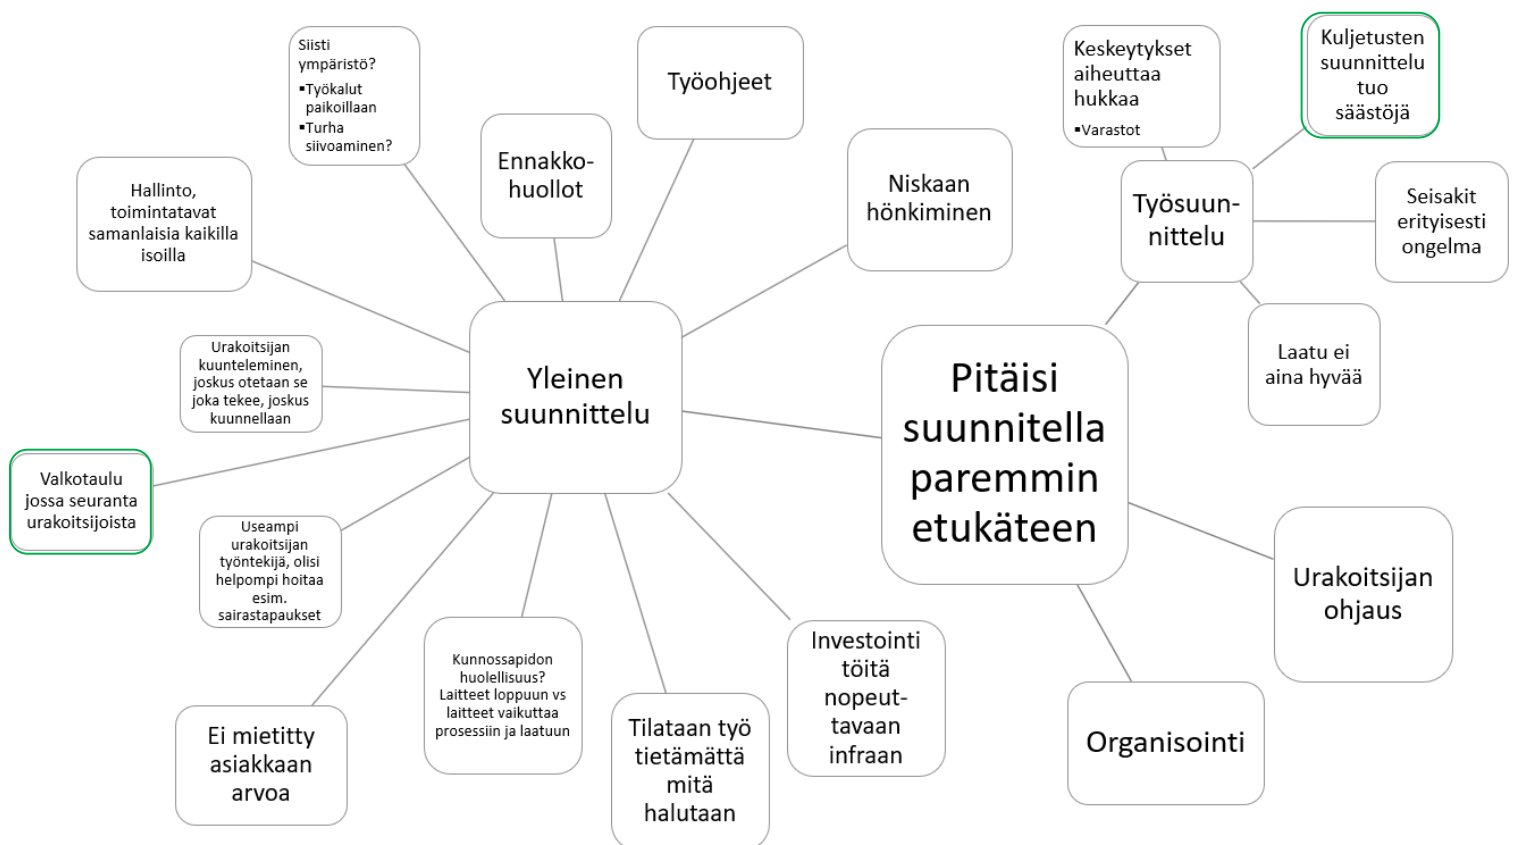 Siisti
ympäristö?
▪Työkalut
paikoillaan
▪Turha
siivoaminen?
Työohjeet
Ennakko-
huollot
Niskaan
hönkiminen
Hallinto,
toimintatavat
samanlaisia kaikilla
isoilla
Urakoitsijan
kuunteleminen,
joskus otetaan se
joka tekee, joskus
kuunnellaan
Yleinen
suunnittelu
Valkotaulu
jossa seuranta
urakoitsijoista
Useampi
urakoitsijan
työntekijä, olisi
helpompi hoitaa
esim.
sairastapaukset
Ei mietitty
asiakkaan
arvoa
Kunnossapidon
huolellisuus?
Laitteet loppuun vs
laitteet vaikuttaa
prosessiin ja laatuun
Tilataan työ
tietämättä
mitä
halutaan
Investointi
töitä
nopeut-
tavaan
infraan
Keskeytykset
aiheuttaa
hukkaa
▪Varastot
Kuljetusten
suunnittelu
tuo
säästöjä
Työsuun-
nittelu
Seisakit
erityisesti
ongelma
Laatu ei
aina hyvää
Pitäisi
suunnitella
paremmin
etukäteen
Urakoitsijan
ohjaus
Organisointi